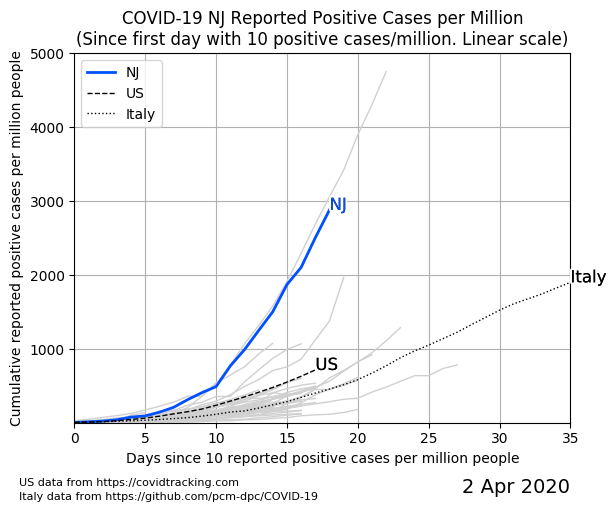 COVID-19 NJ Reported Positive Cases per Million
(Since first day with 10 positive cases/million. Linear scale)
Cumulative reported positive cases per million people
5000
4000
3000
2000
1000
NJ
US
Italy
NJ
US
Italy
0 5 10 15 20 25 30 35
Days since 10 reported positive cases per million people
US data from https://covidtracking.com
Italy data from https://github.com/pcm-dpc/COVID-19
2 Apr 2020